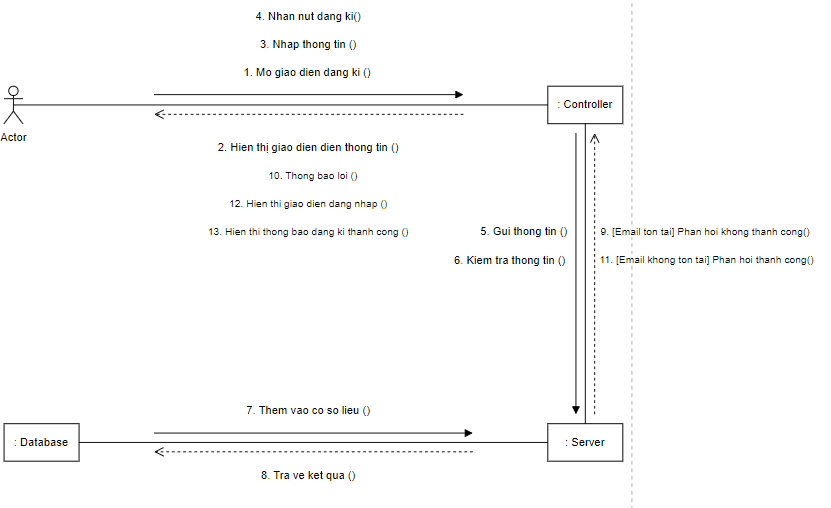 4. Nhan nut dang ki()
3. Nhap thong tin ()
1. Mo giao dien dang ki ()
: Controller
Actor
2. Hien thị giao dien dien thong tin ()
10. Thong bao loi ()
12. Hien thi giao dien dang nhap ()
13. Hien thi thong bao dang ki thanh cong ()
5. Gui thong tin ()
9. [Email ton tai] Phan hoi khong thanh cong()
6. Kiem tra thong tin ()
11. [Email khong ton tai] Phan hoi thanh cong()
7. Them vao co so lieu ()
: Database
: Server
8. Tra ve ket qua ()